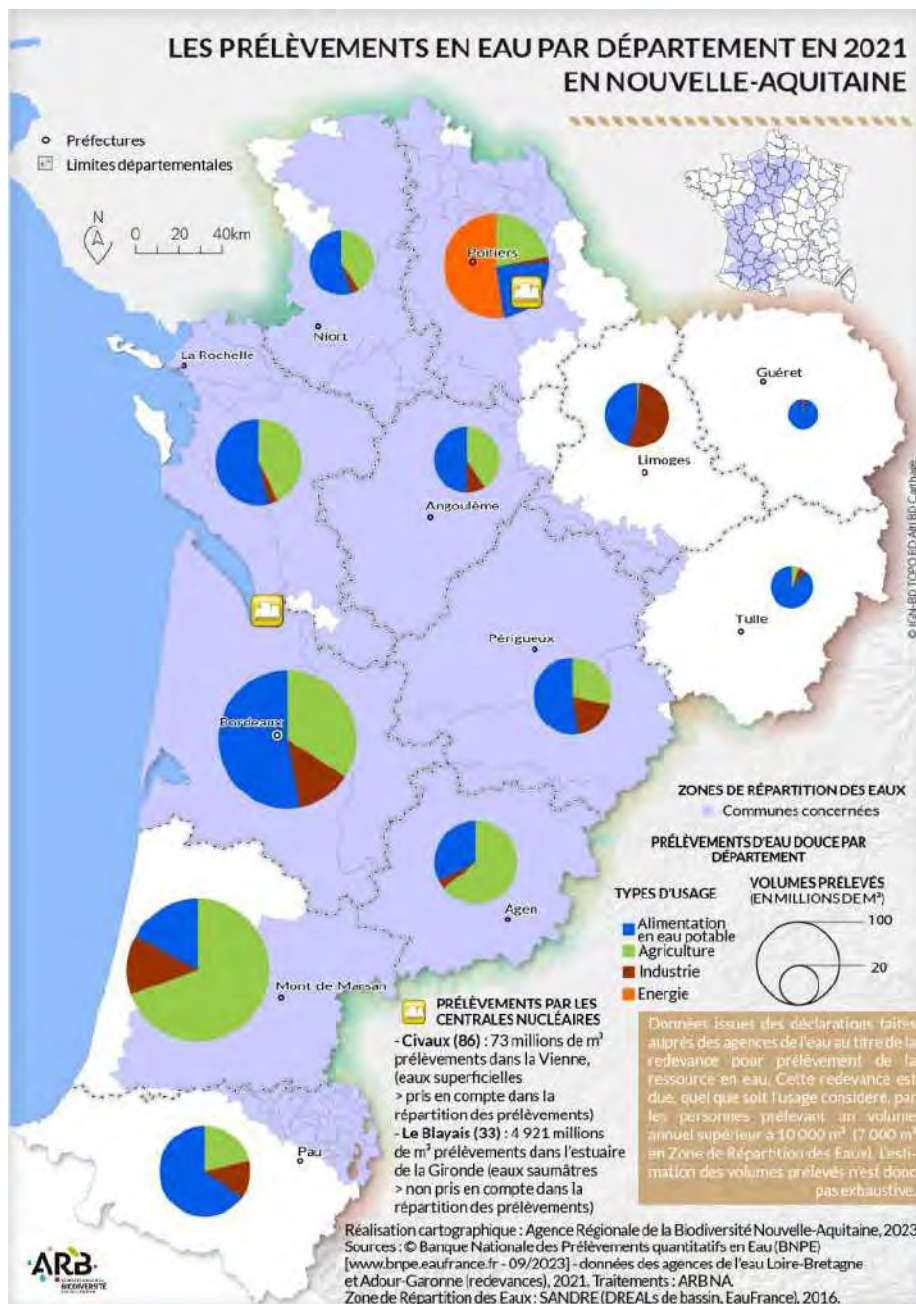 LES PRÉLÈVEMENTS EN EAU PAR DÉPARTEMENT EN 2021
EN NOUVELLE-AQUITAINE
Préfectures
Limites départementales
N
A
0 20 40km
Poitiers
Niort
La Rochelle
Guéret
Limoges
Angoulême
Tulle
Périgueux
Bordeaux
Agen
Mont de Marsan
Pau
© IGN-BD TOPO
ZONES DE RÉPARTITION DES EAUX
Communes concernées
PRÉLÈVEMENTS D'EAU DOUCE PAR
DÉPARTEMENT
TYPES D'USAGE
Alimentation
en eau potable
Agriculture
Industrie
Energie
VOLUMES PRÉLEVÉS
(EN MILLIONS DE M³)
100
20
PRÉLÈVEMENTS PAR LES
CENTRALES NUCLÉAIRES
- Civaux (86) : 73 millions de m³
prélèvements dans la Vienne,
(eaux superficielles
> pris en compte dans la
répartition des prélèvements)
- Le Blayais (33) : 4 921 millions
de m³ prélèvements dans l'estuaire
de la Gironde (eaux saumâtres
> non pris en compte dans la
répartition des prélèvements)
Données issues des déclarations faites
auprès des agences de l'eau au titre de la
redevance pour prélèvement de la
ressource en eau. Cette redevance est
due, quel que soit l'usage considéré, par
les personnes prélevant un volume
annuel supérieur à 10 000 m³ (7 000 m³
en Zone de Répartition des Eaux). L'esti-
mation des volumes prélevés n'est donc
pas exhaustive.
Réalisation cartographique : Agence Régionale de la Biodiversité Nouvelle-Aquitaine, 2023
Sources : © Banque Nationale des Prélèvements quantitatifs en Eau (BNPE)
[www.bnpe.eaufrance.fr - 09/2023] - données des agences de l'eau Loire-Bretagne
et Adour-Garonne (redevances), 2021. Traitements : ARB NA.
Zone de Répartition des Eaux : SANDRE (DREALs de bassin, EauFrance), 2016.
ARB
BIODIVERSITÉ